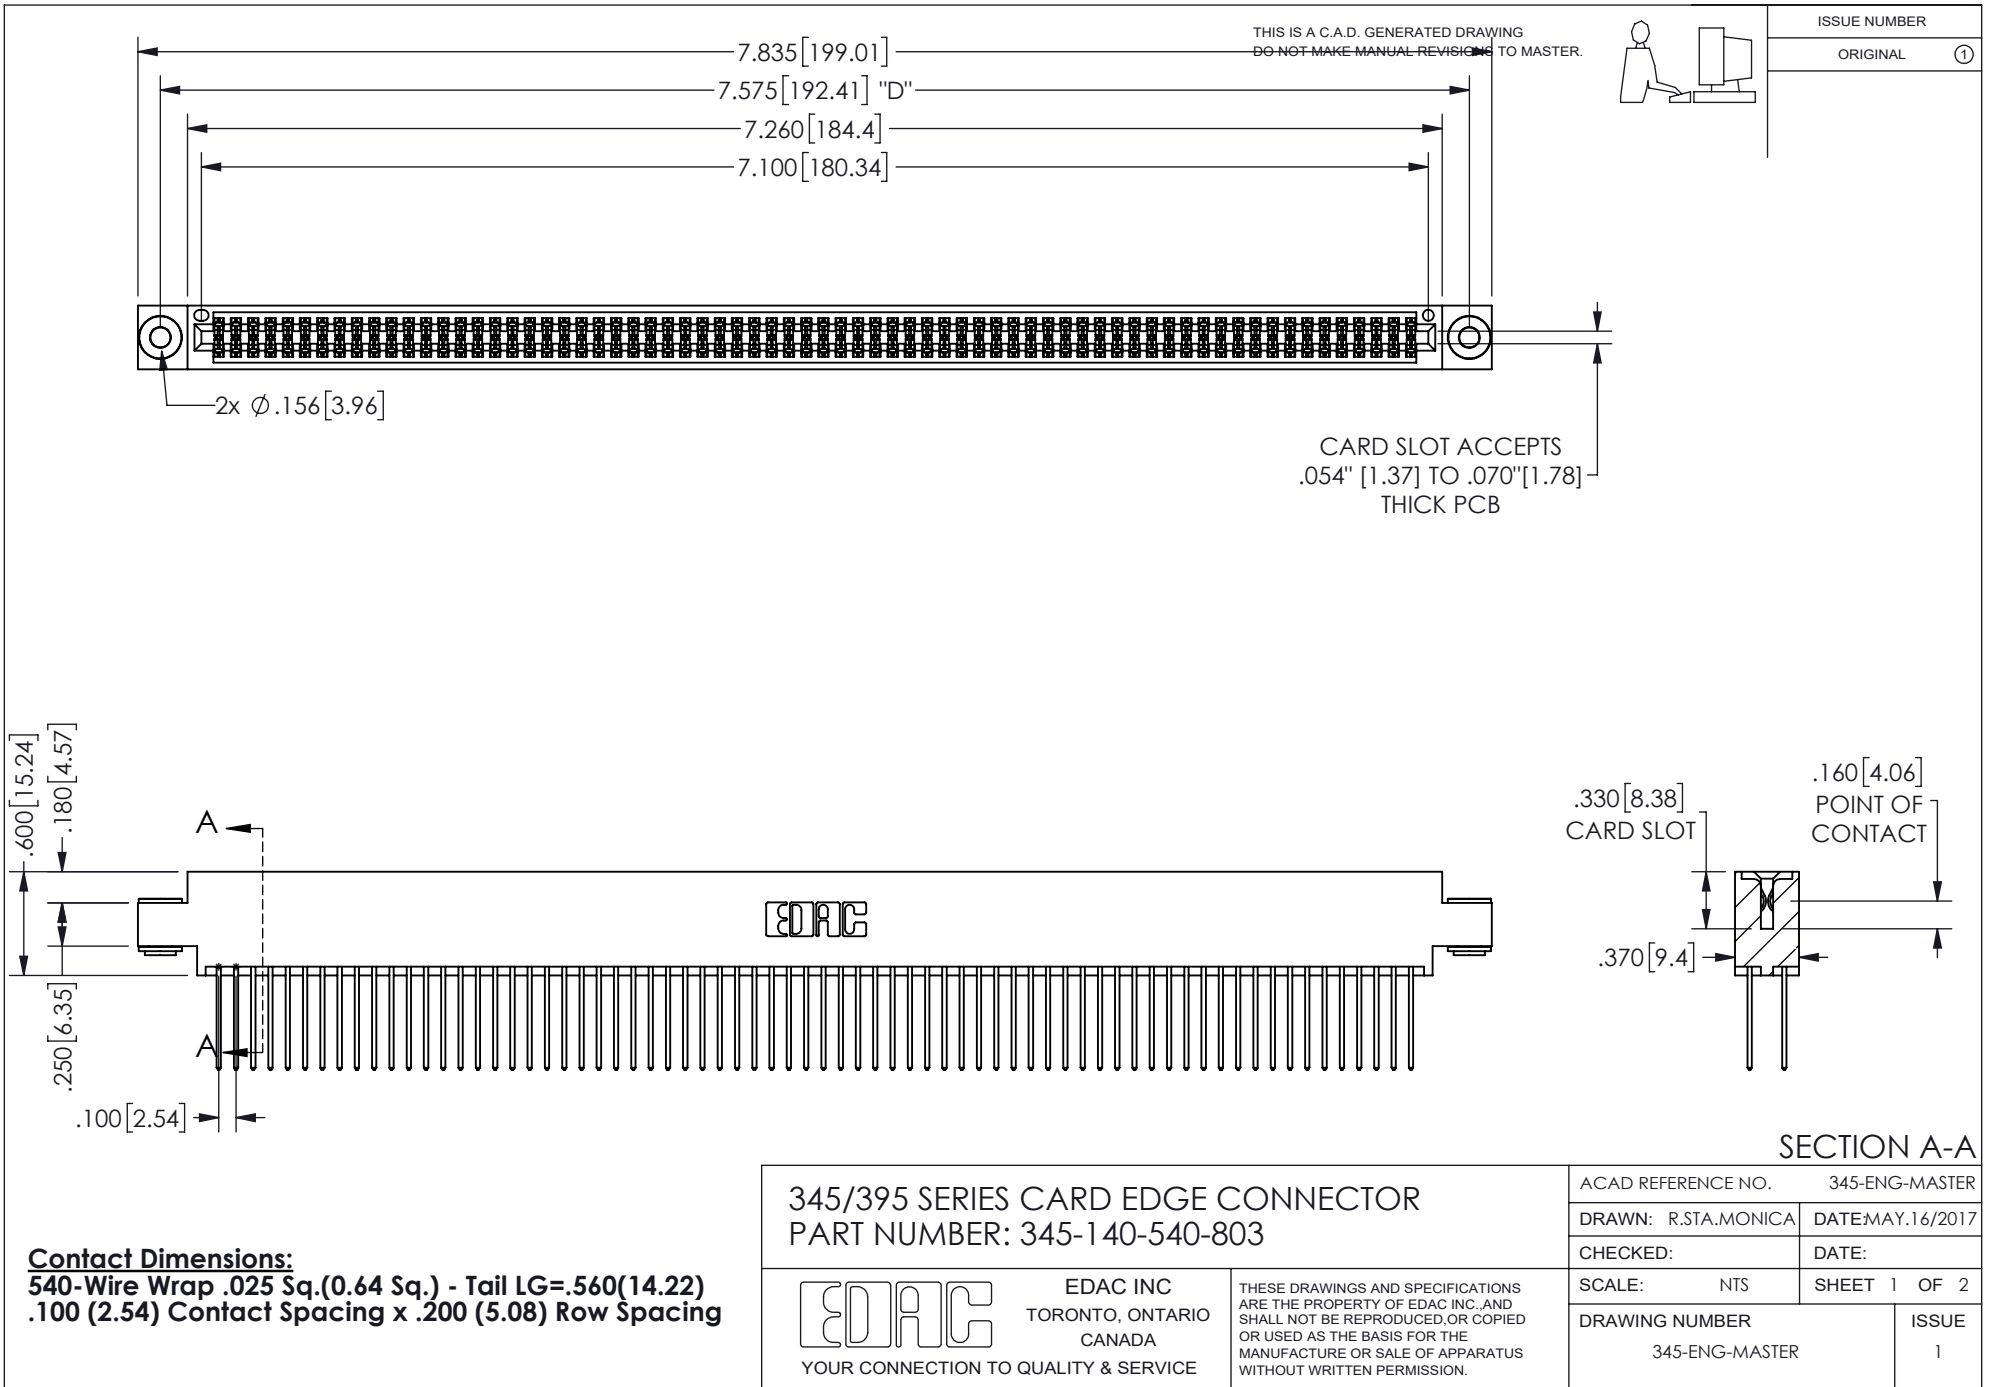 THIS IS A C.A.D. GENERATED DRAWING
DO NOT MAKE MANUAL REVISIONS TO MASTER.
ISSUE NUMBER
ORIGINAL 1
7.835[199.01]
7.575[192.41] "D"
7.260[184.4]
7.100[180.34]
2x Ø.156[3.96]
CARD SLOT ACCEPTS
.054" [1.37] TO .070"[1.78]
THICK PCB
.600[15.24]
.180[4.57]
.250[6.35]
.100[2.54]
A
A
EDAC
.330[8.38]
CARD SLOT
.160[4.06]
POINT OF
CONTACT
.370[9.4]
SECTION A-A
Contact Dimensions:
540-Wire Wrap .025 Sq.(0.64 Sq.) - Tail LG=.560(14.22)
.100 (2.54) Contact Spacing x .200 (5.08) Row Spacing
345/395 SERIES CARD EDGE CONNECTOR
PART NUMBER: 345-140-540-803
EDAC
EDAC INC
TORONTO, ONTARIO
CANADA
YOUR CONNECTION TO QUALITY & SERVICE
THESE DRAWINGS AND SPECIFICATIONS
ARE THE PROPERTY OF EDAC INC.,AND
SHALL NOT BE REPRODUCED,OR COPIED
OR USED AS THE BASIS FOR THE
MANUFACTURE OR SALE OF APPARATUS
WITHOUT WRITTEN PERMISSION.
ACAD REFERENCE NO. 345-ENG-MASTER
DRAWN: R.STA.MONICA DATE:MAY.16/2017
CHECKED: DATE:
SCALE: NTS SHEET 1 OF 2
DRAWING NUMBER ISSUE
345-ENG-MASTER 1